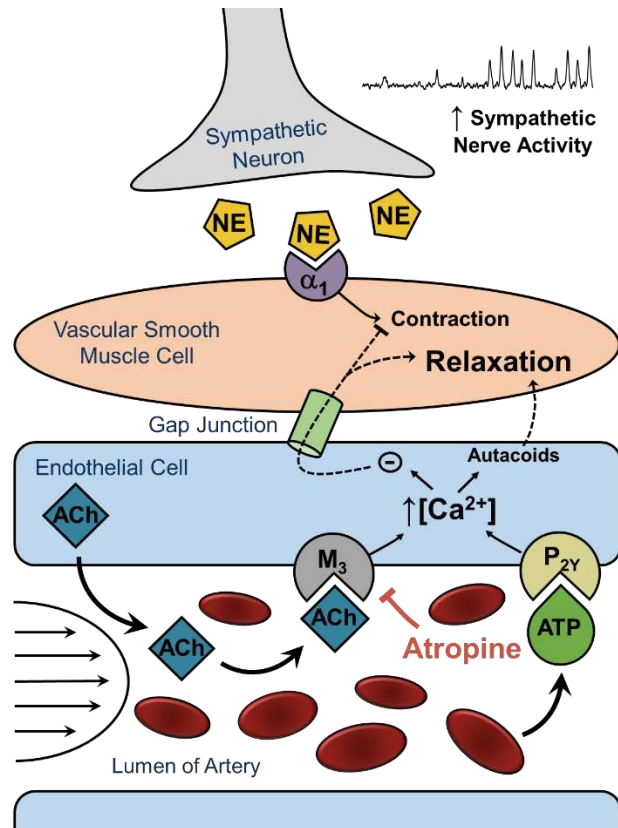 Sympathetic
Neuron
↑ Sympathetic
Nerve Activity
NE
NE
NE
α1
Contraction
Vascular Smooth
Muscle Cell
Relaxation
Gap Junction
Endothelial Cell
Autacoids
−
↑[Ca²⁺]
ACh
M3
P2Y
ACh
ACh
Atropine
ATP
Lumen of Artery